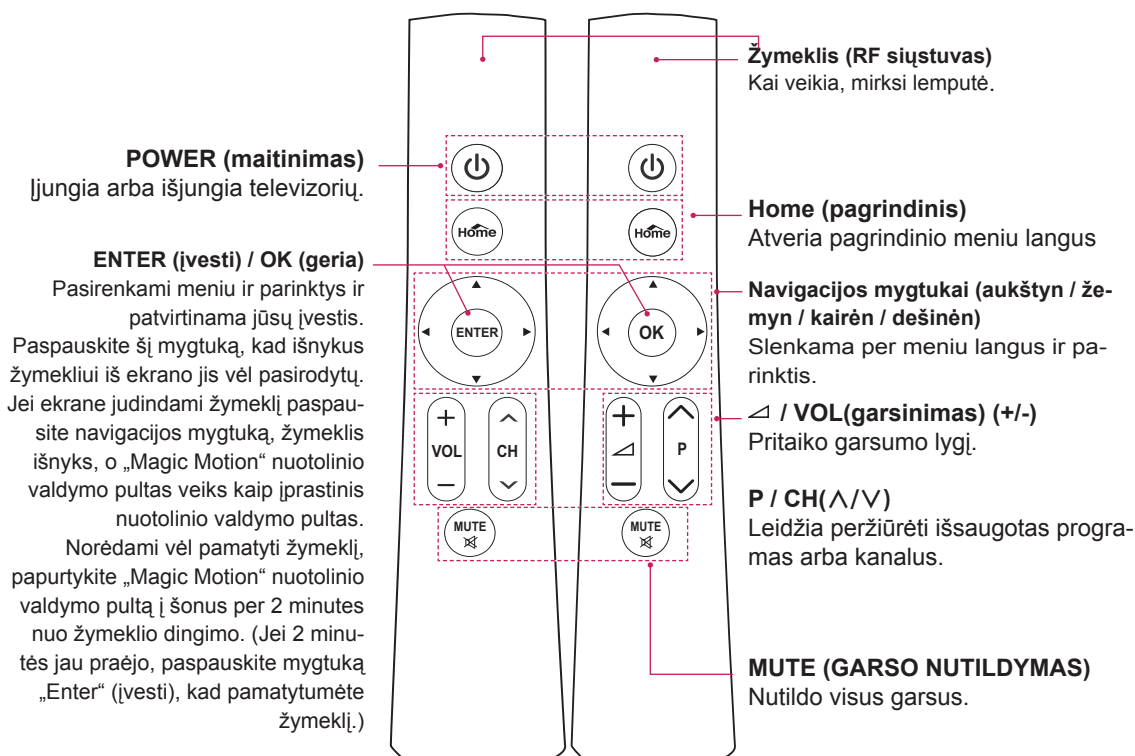 Žymeklis (RF siųstuvas)
Kai veikia, mirksi lemputė.
POWER (maitinimas)
Įjungia arba išjungia televizorių.
Home (pagrindinis)
Atveria pagrindinio meniu langus
ENTER (įvesti) / OK (geria)
Pasirenkami meniu ir parinktys ir
patvirtinama jūsų įvestis.
Paspauskite šį mygtuką, kad išnykus
žymekliui iš ekrano jis vėl pasirodytų.
Jei ekrane judindami žymeklį paspau-
site navigacijos mygtuką, žymeklis
išnyks, o „Magic Motion“ nuotolinio
valdymo pultas veiks kaip įprastinis
nuotolinio valdymo pultas.
Norėdami vėl pamatyti žymeklį,
papurtykite „Magic Motion“ nuotolinio
valdymo pultą į šonus per 2 minutes
nuo žymeklio dingimo. (Jei 2 minu-
tės jau praėjo, paspauskite mygtuką
„Enter“ (įvesti), kad pamatytumėte
žymeklį.)
Navigacijos mygtukai (aukštyn / že-
myn / kairėn / dešinėn)
Slenkama per meniu langus ir pa-
rinktis.
⊿ / VOL(garsinimas) (+/-)
Pritaiko garsumo lygį.
P / CH(∧/∨)
Leidžia peržiūrėti išsaugotas progra-
mas arba kanalus.
MUTE (GARSO NUTILDYMAS)
Nutildo visus garsus.
Home
ENTER
+
VOL
−
CH
MUTE
Home
OK
+
⊿
−
P
MUTE